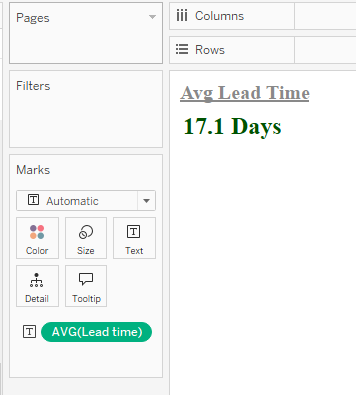 Pages
Columns
Rows
Filters
Avg Lead Time
17.1 Days
Marks
T Automatic
Color Size Text
Detail Tooltip
T AVG(Lead time)